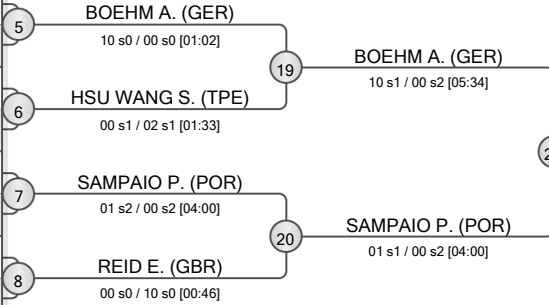 5
BOEHM A. (GER)
10 s0 / 00 s0 [01:02]
19
BOEHM A. (GER)
10 s1 / 00 s2 [05:34]
6
HSU WANG S. (TPE)
00 s1 / 02 s1 [01:33]
7
SAMPAIO P. (POR)
01 s2 / 00 s2 [04:00]
20
SAMPAIO P. (POR)
01 s1 / 00 s2 [04:00]
8
REID E. (GBR)
00 s0 / 10 s0 [00:46]